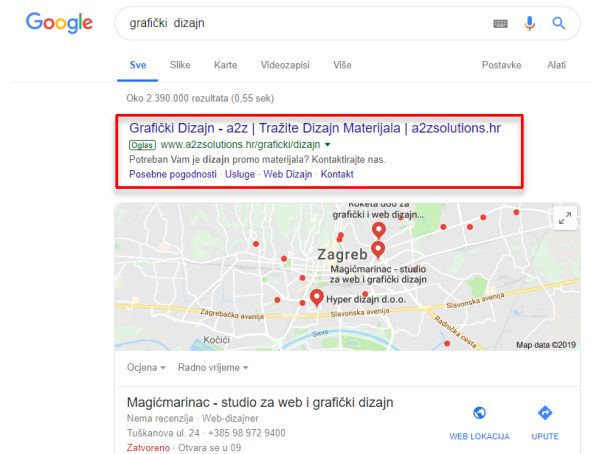 Google
grafički dizajn
Sve Slike Karte Videozapisi Više Postavke Alati
Oko 2.390.000 rezultata (0,55 sek)
Grafički Dizajn - a2z | Tražite Dizajn Materijala | a2zsolutions.hr
Oglas www.a2zsolutions.hr/graficki/dizajn
Potreban Vam je dizajn promo materijala? Kontaktirajte nas.
Posebne pogodnosti · Usluge · Web Dizajn · Kontakt
Roketa duo za
grafički i web dizajn...
Zagreb
Magićmarinac - studio
za web i grafički dizajn
Hyper dizajn d.o.o.
Slavonska avenija
Zagrebačka avenija
Slavonska avenija
Radnička cesta
Sava
Kočići
Map data ©2019
Ocjena Radno vrijeme
Magićmarinac - studio za web i grafički dizajn
Nema recenzija · Web-dizajner
Tuškanova ul. 24 · +385 98 972 9400
Zatvoreno · Otvara se u 09
WEB LOKACIJA UPUTE